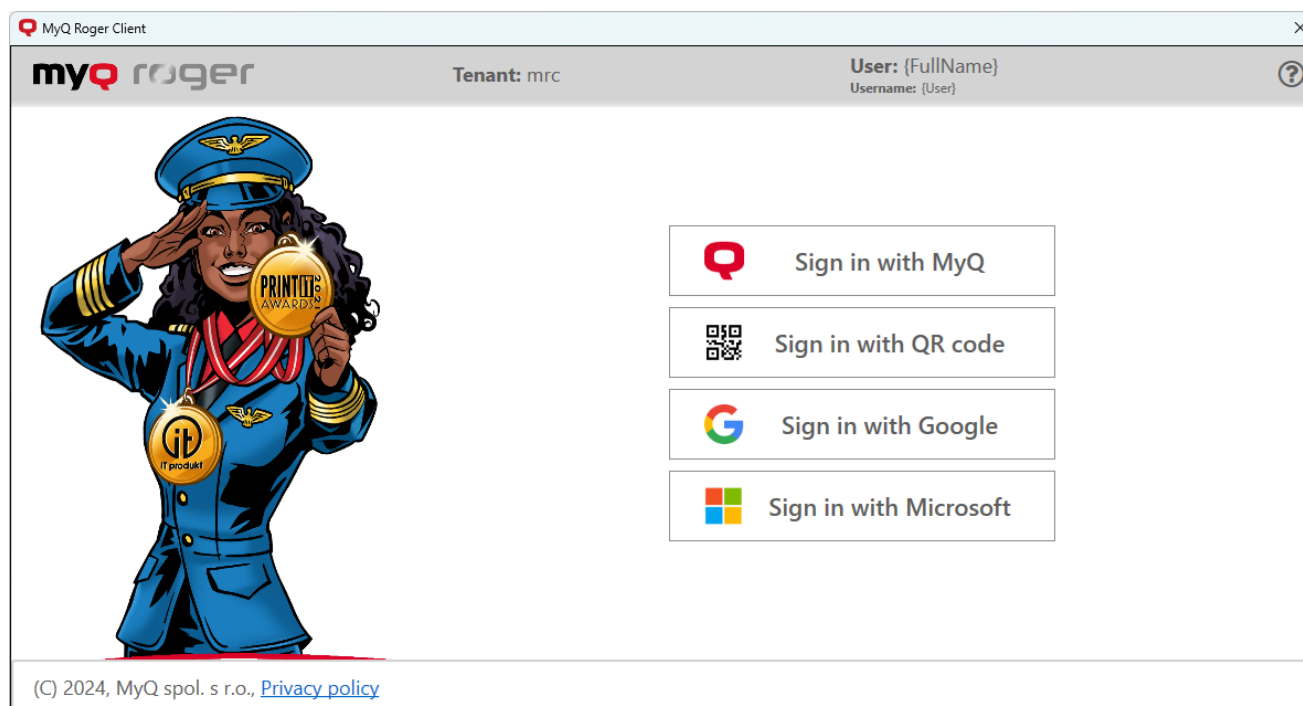 MyQ Roger Client
myQ roger
Tenant: mrc
User: {FullName}
Username: {User}
?
PRINT IT 2021
AWARDS
it
IT produkt
Sign in with MyQ
Sign in with QR code
Sign in with Google
Sign in with Microsoft
(C) 2024, MyQ spol. s r.o., Privacy policy